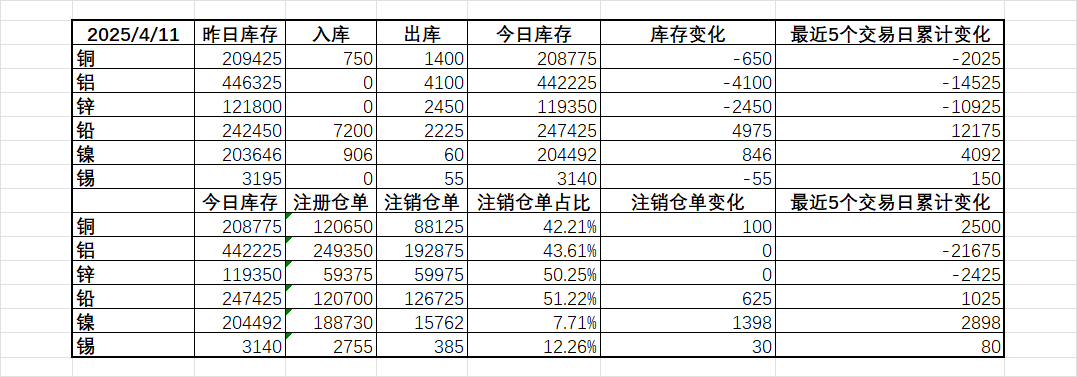 2025/4/11 昨日库存 入库 出库 今日库存 库存变化 最近5个交易日累计变化
铜 209425 750 1400 208775 -650 -2025
铝 446325 0 4100 442225 -4100 -14525
锌 121800 0 2450 119350 -2450 -10925
铅 242450 7200 2225 247425 4975 12175
镍 203646 906 60 204492 846 4092
锡 3195 0 55 3140 -55 150
今日库存 注册仓单 注销仓单 注销仓单占比 注销仓单变化 最近5个交易日累计变化
铜 208775 120650 88125 42.21% 100 2500
铝 442225 249350 192875 43.61% 0 -21675
锌 119350 59375 59975 50.25% 0 -2425
铅 247425 120700 126725 51.22% 625 1025
镍 204492 188730 15762 7.71% 1398 2898
锡 3140 2755 385 12.26% 30 80